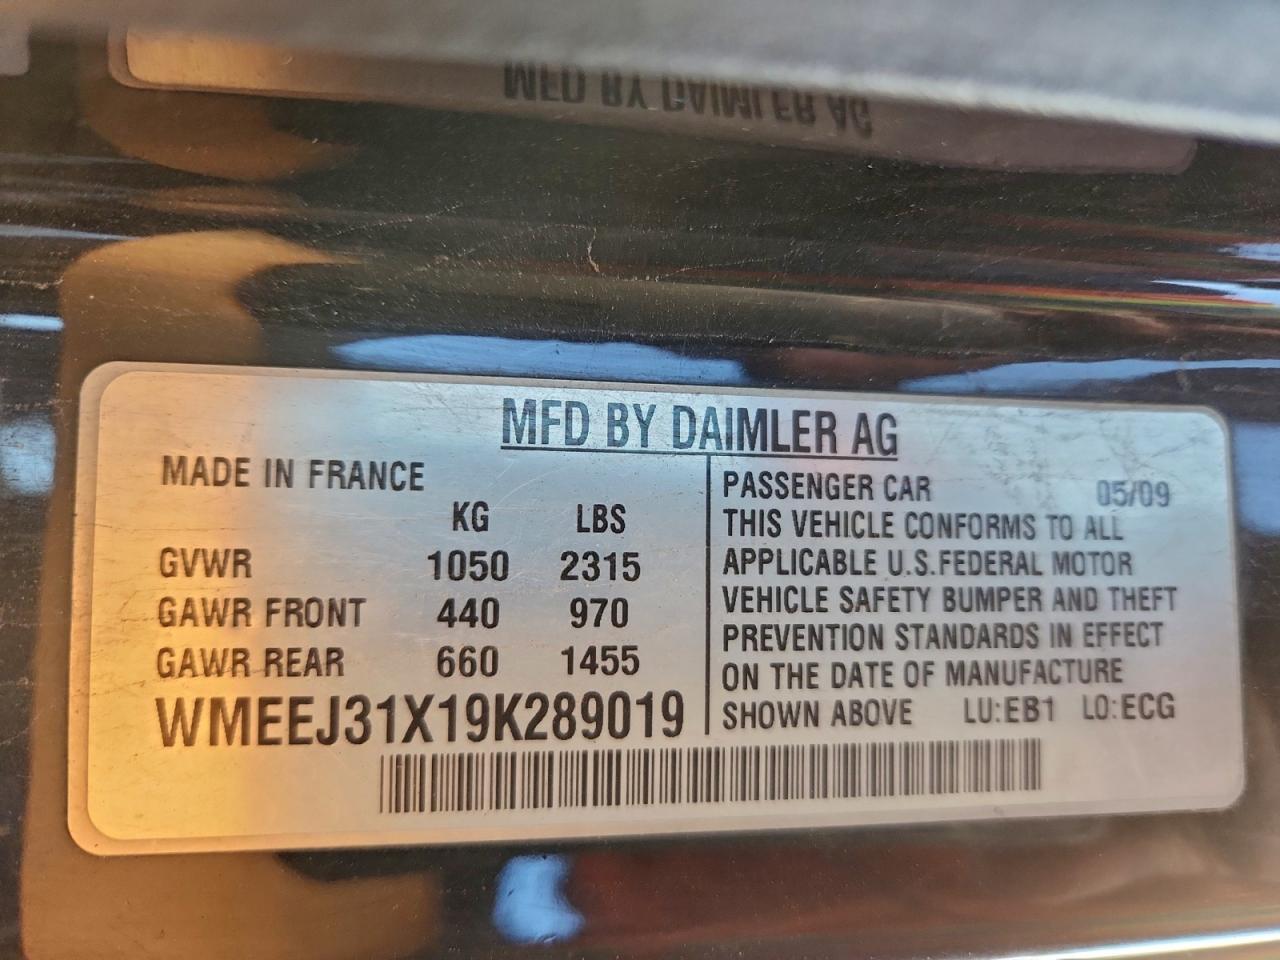 MFD BY DAIMLER AG
MFD BY DAIMLER AG
MADE IN FRANCE
KG LBS
GVWR 1050 2315
GAWR FRONT 440 970
GAWR REAR 660 1455
WMEEJ31X19K289019
PASSENGER CAR 05/09
THIS VEHICLE CONFORMS TO ALL
APPLICABLE U.S.FEDERAL MOTOR
VEHICLE SAFETY BUMPER AND THEFT
PREVENTION STANDARDS IN EFFECT
ON THE DATE OF MANUFACTURE
SHOWN ABOVE LU:EB1 LO:ECG